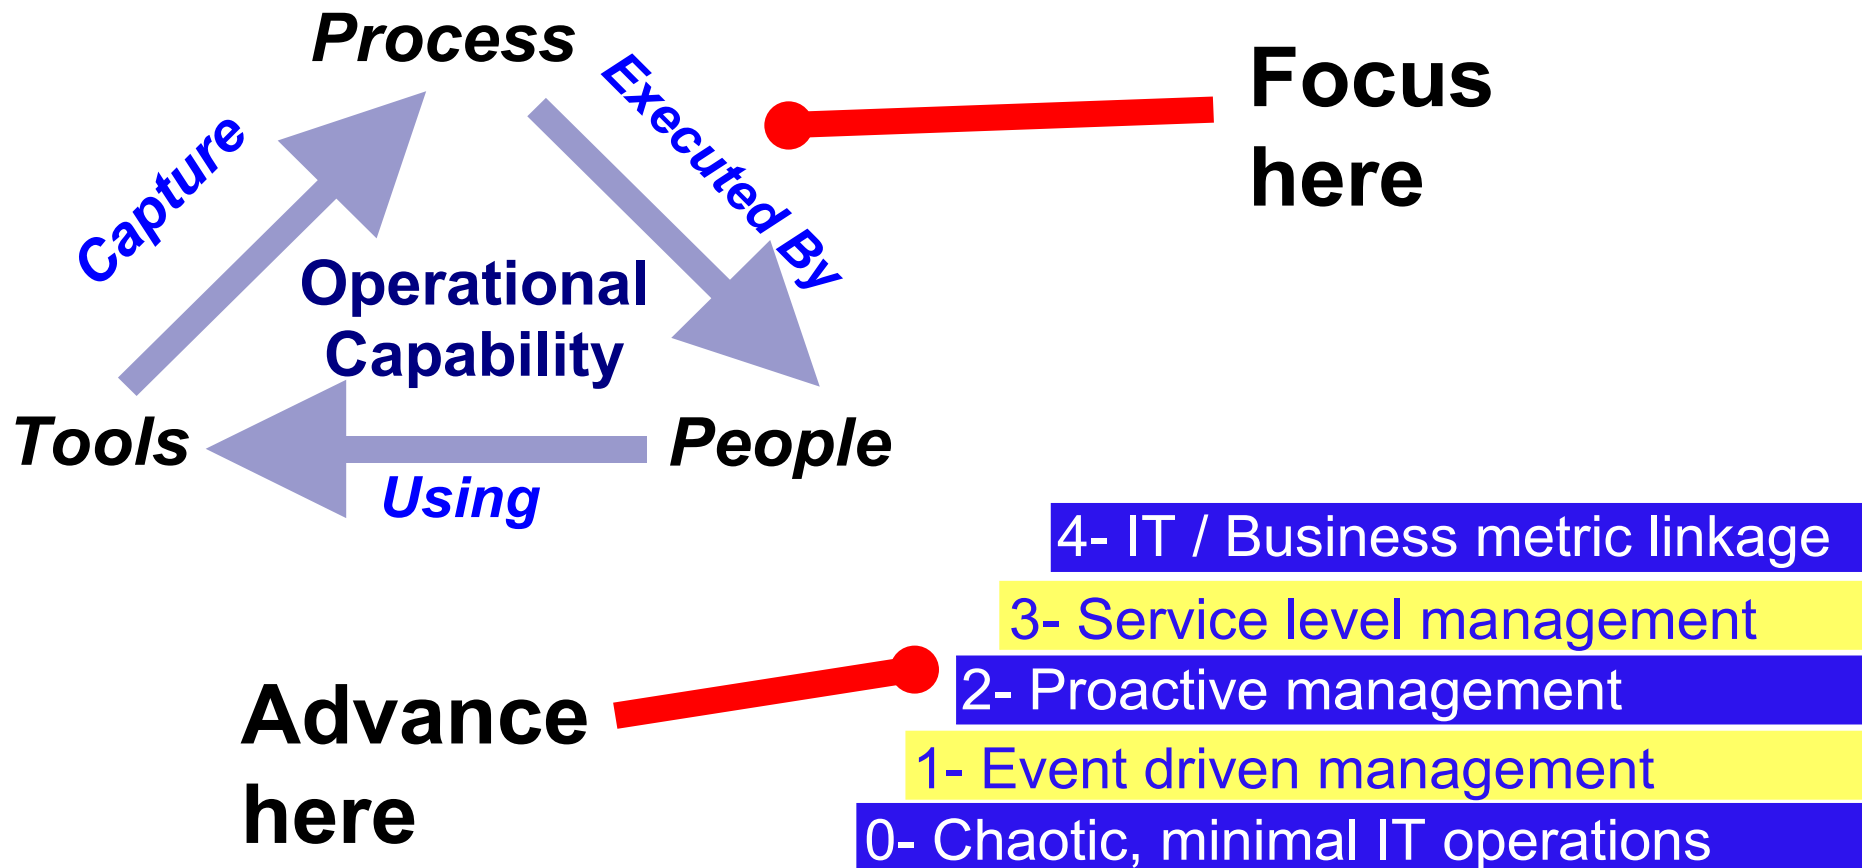 Process
Executed By
Focus
here
Capture
Operational
Capability
Tools
People
Using
4- IT / Business metric linkage
3- Service level management
2- Proactive management
1- Event driven management
0- Chaotic, minimal IT operations
Advance
here